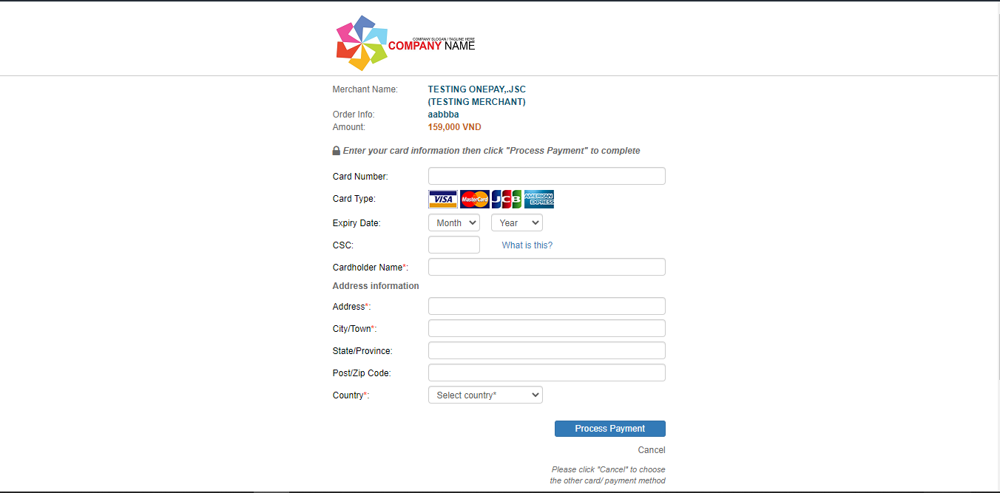 COMPANY SLOGAN / TAGLINE HERE
COMPANY NAME
Merchant Name: TESTING ONEPAY,.JSC
(TESTING MERCHANT)
Order Info: aabbba
Amount: 159,000 VND
Enter your card information then click "Process Payment" to complete
Card Number:
Card Type: VISA MasterCard JCB AMERICAN EXPRESS
Expiry Date: Month Year
CSC: What is this?
Cardholder Name*:
Address information
Address*:
City/Town*:
State/Province:
Post/Zip Code:
Country*: Select country*
Process Payment
Cancel
Please click "Cancel" to choose
the other card/ payment method